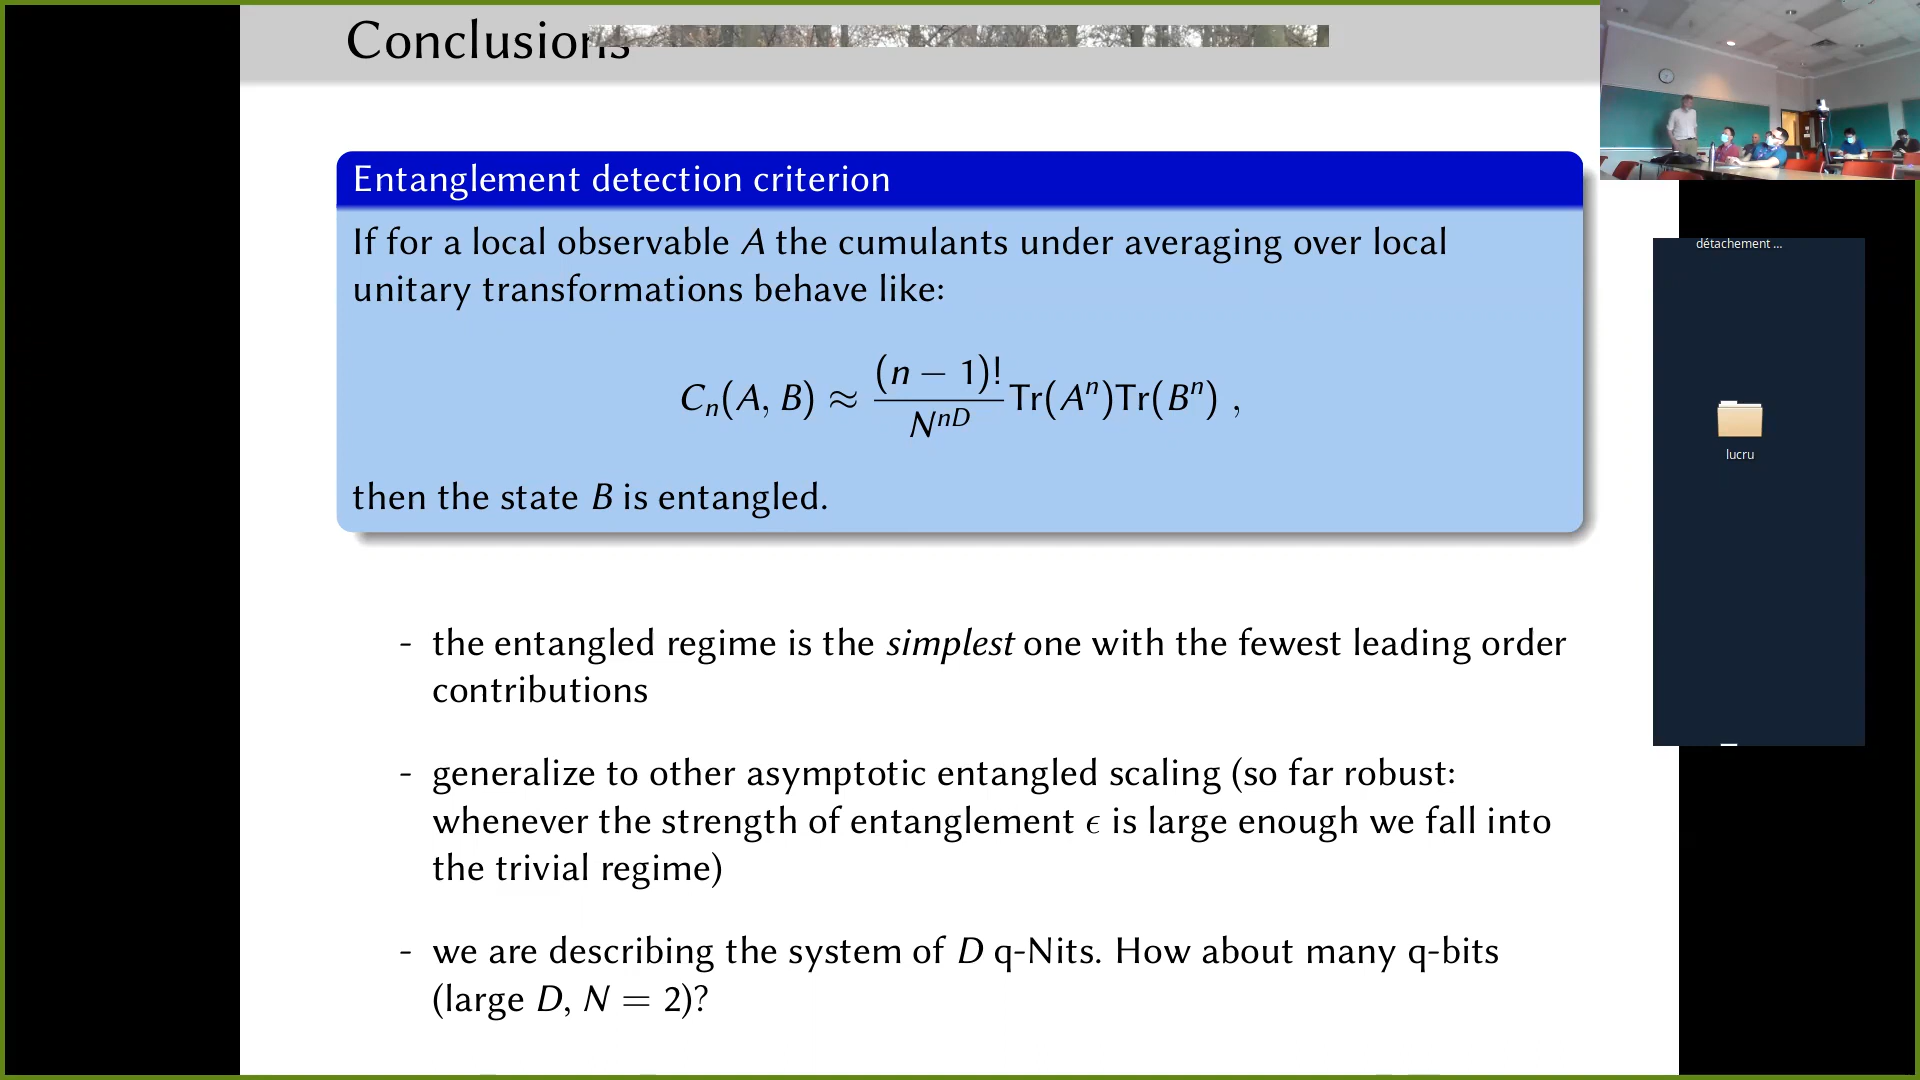 Conclusions
Entanglement detection criterion
If for a local observable A the cumulants under averaging over local
unitary transformations behave like:
Cₙ(A, B) ≈ (n − 1)! / N^{nD} Tr(Aⁿ)Tr(Bⁿ) ,
then the state B is entangled.
- the entangled regime is the simplest one with the fewest leading order
contributions
- generalize to other asymptotic entangled scaling (so far robust:
whenever the strength of entanglement ϵ is large enough we fall into
the trivial regime)
- we are describing the system of D q-Nits. How about many q-bits
(large D, N = 2)?
détachement ...
lucru